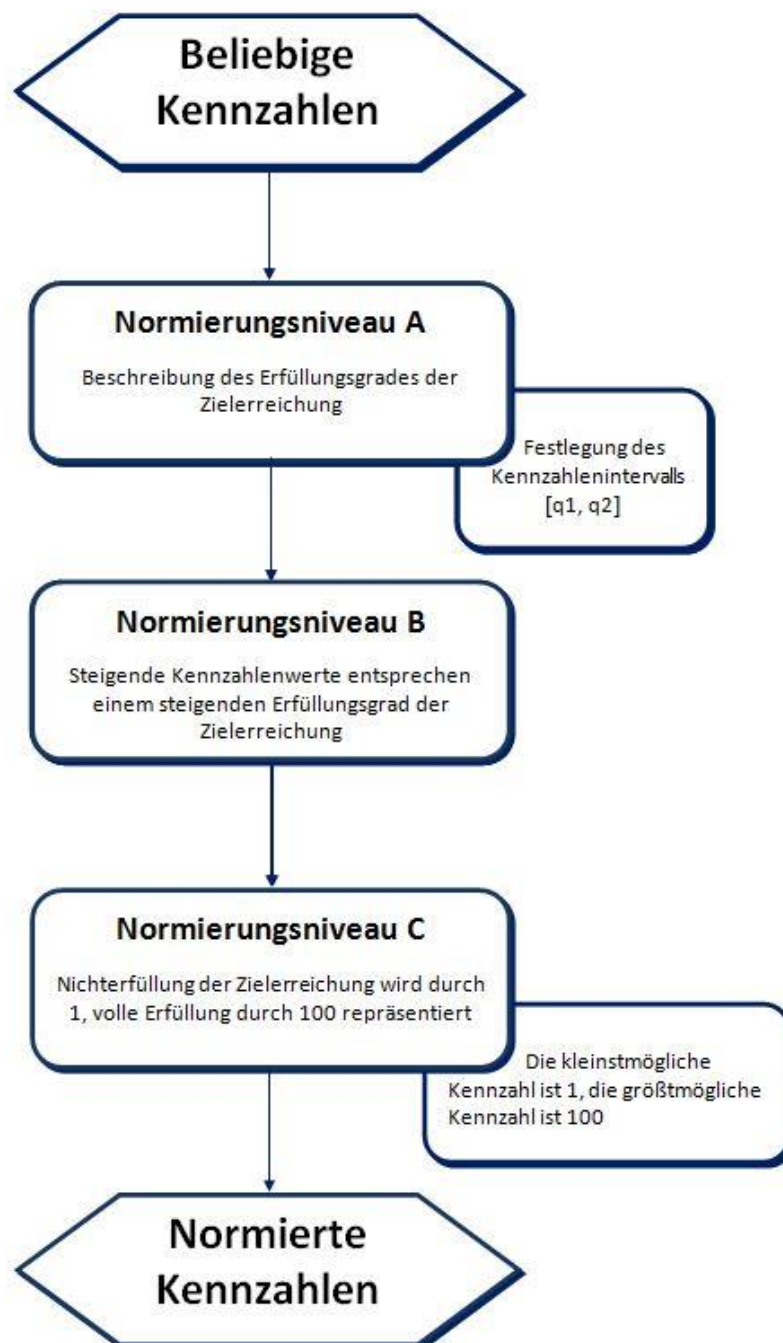 Beliebige
Kennzahlen
Normierungsniveau A
Beschreibung des Erfüllungsgrades der
Zielerreichung
Festlegung des
Kennzahlenintervalls
[q1, q2]
Normierungsniveau B
Steigende Kennzahlenwerte entsprechen
einem steigenden Erfüllungsgrad der
Zielerreichung
Normierungsniveau C
Nichterfüllung der Zielerreichung wird durch
1, volle Erfüllung durch 100 repräsentiert
Die kleinstmögliche
Kennzahl ist 1, die größtmögliche
Kennzahl ist 100
Normierte
Kennzahlen